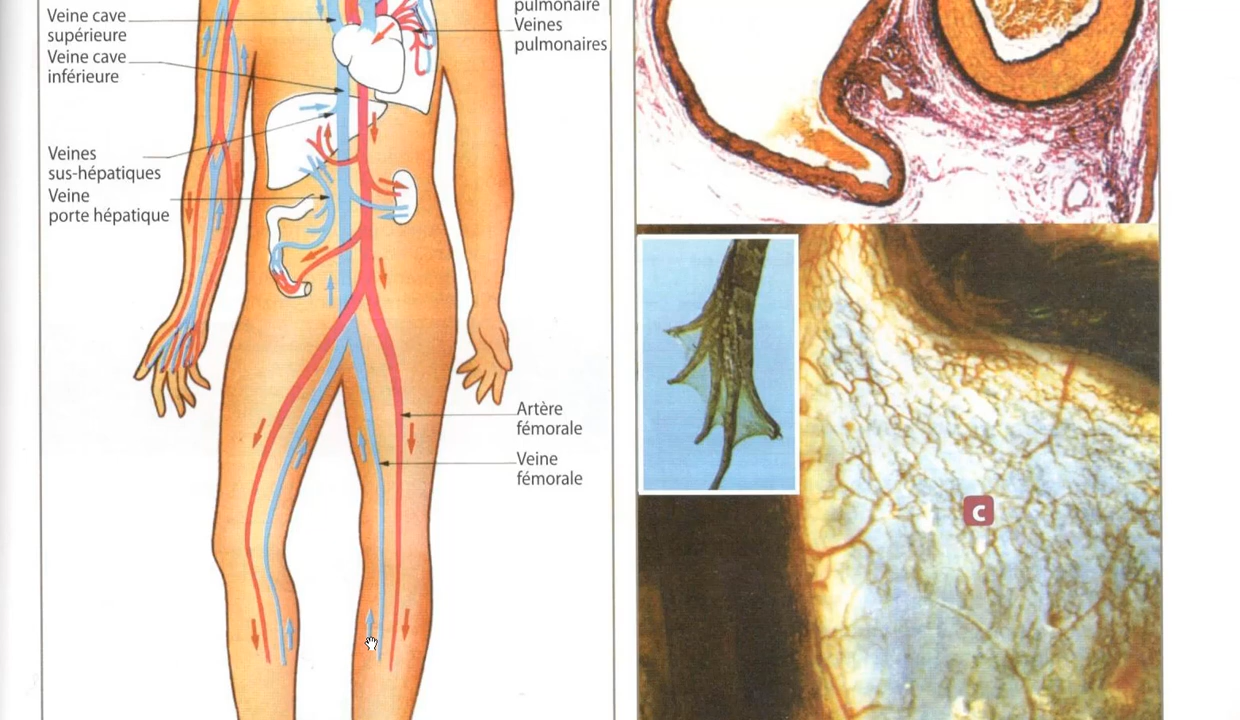 Veine cave
supérieure
Veine cave
inférieure
Veines
sus-hépatiques
Veine
porte hépatique
pulmonaire
Veines
pulmonaires
Artère
fémorale
Veine
fémorale
c